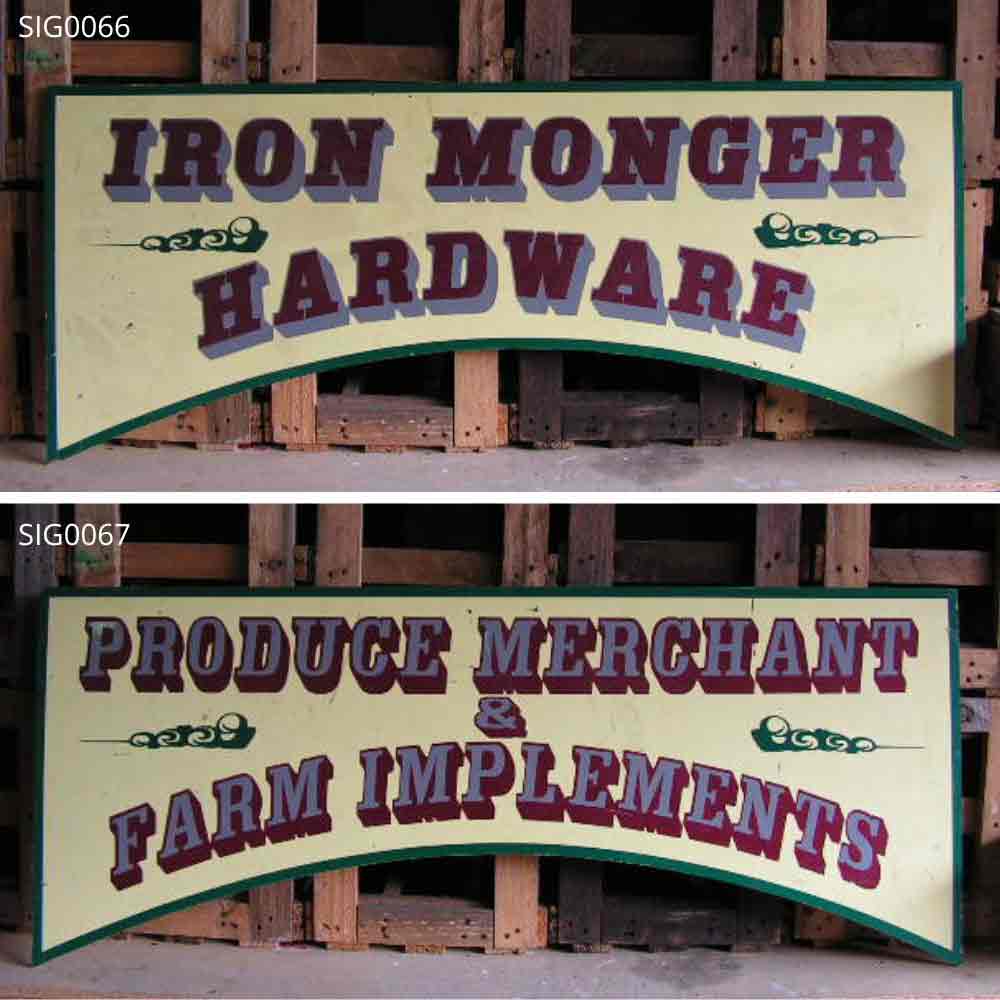 SIG0066
IRON MONGER
HARDWARE
SIG0067
PRODUCE MERCHANT
&
FARM IMPLEMENTS